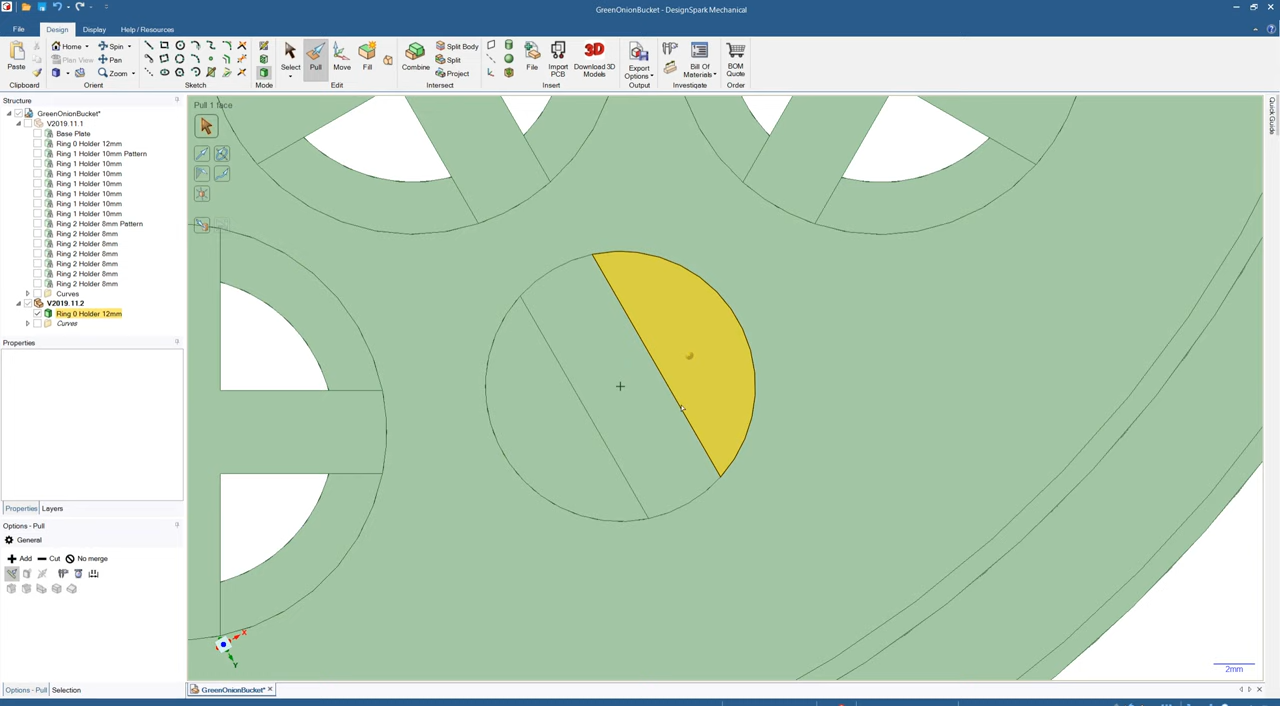 GreenOnionBucket - DesignSpark Mechanical
File Design Display Help / Resources
Home Spin
Plan View Pan
Zoom
Paste
Select Pull Move Fill
Combine
Split Body
Split
Project
File Import PCB Download 3D Models
Export Options
Bill Of Materials
BOM Quote
Clipboard Orient Sketch Mode Edit Intersect Insert Output Investigate Order
Structure
Pull 1 face
Quick Guide
GreenOnionBucket*
V2019.11.1
Base Plate
Ring 0 Holder 12mm
Ring 1 Holder 10mm Pattern
Ring 1 Holder 10mm
Ring 1 Holder 10mm
Ring 1 Holder 10mm
Ring 1 Holder 10mm
Ring 1 Holder 10mm
Ring 1 Holder 10mm
Ring 2 Holder 8mm Pattern
Ring 2 Holder 8mm
Ring 2 Holder 8mm
Ring 2 Holder 8mm
Ring 2 Holder 8mm
Ring 2 Holder 8mm
Ring 2 Holder 8mm
Curves
V2019.11.2
Ring 0 Holder 12mm
Curves
Properties
Properties Layers
Options - Pull
General
Add Cut No merge
X
Y
2mm
Options - Pull Selection
GreenOnionBucket*